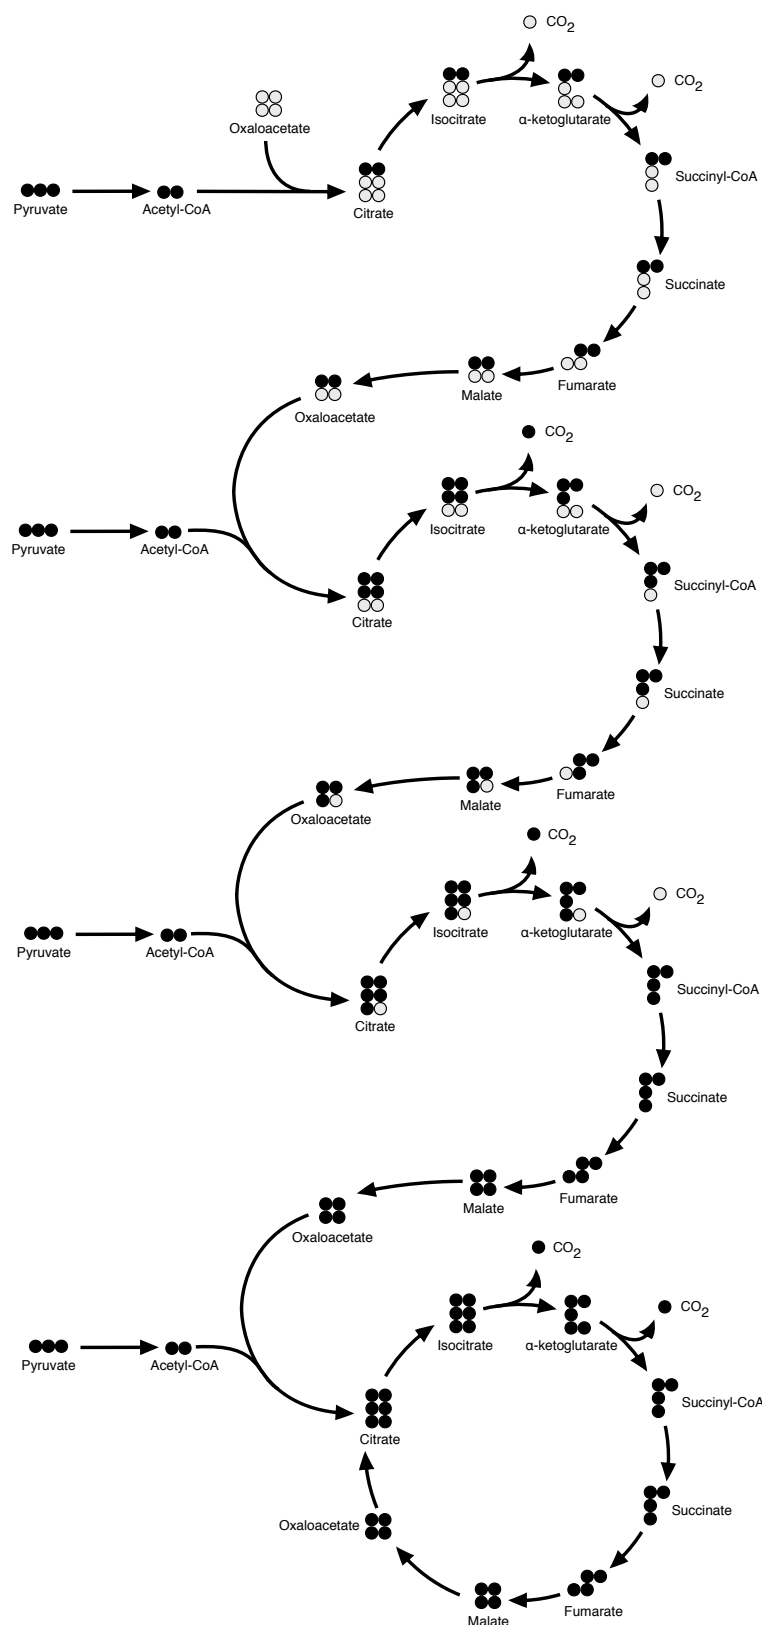 CO2
CO2
Oxaloacetate
Isocitrate
α-ketoglutarate
Succinyl-CoA
Pyruvate
Acetyl-CoA
Citrate
Succinate
Fumarate
Malate
Oxaloacetate
CO2
CO2
Isocitrate
α-ketoglutarate
Pyruvate
Acetyl-CoA
Succinyl-CoA
Citrate
Succinate
Fumarate
Malate
Oxaloacetate
CO2
CO2
Isocitrate
α-ketoglutarate
Pyruvate
Acetyl-CoA
Succinyl-CoA
Citrate
Succinate
Fumarate
Malate
Oxaloacetate
CO2
CO2
Isocitrate
α-ketoglutarate
Pyruvate
Acetyl-CoA
Succinyl-CoA
Citrate
Succinate
Oxaloacetate
Fumarate
Malate